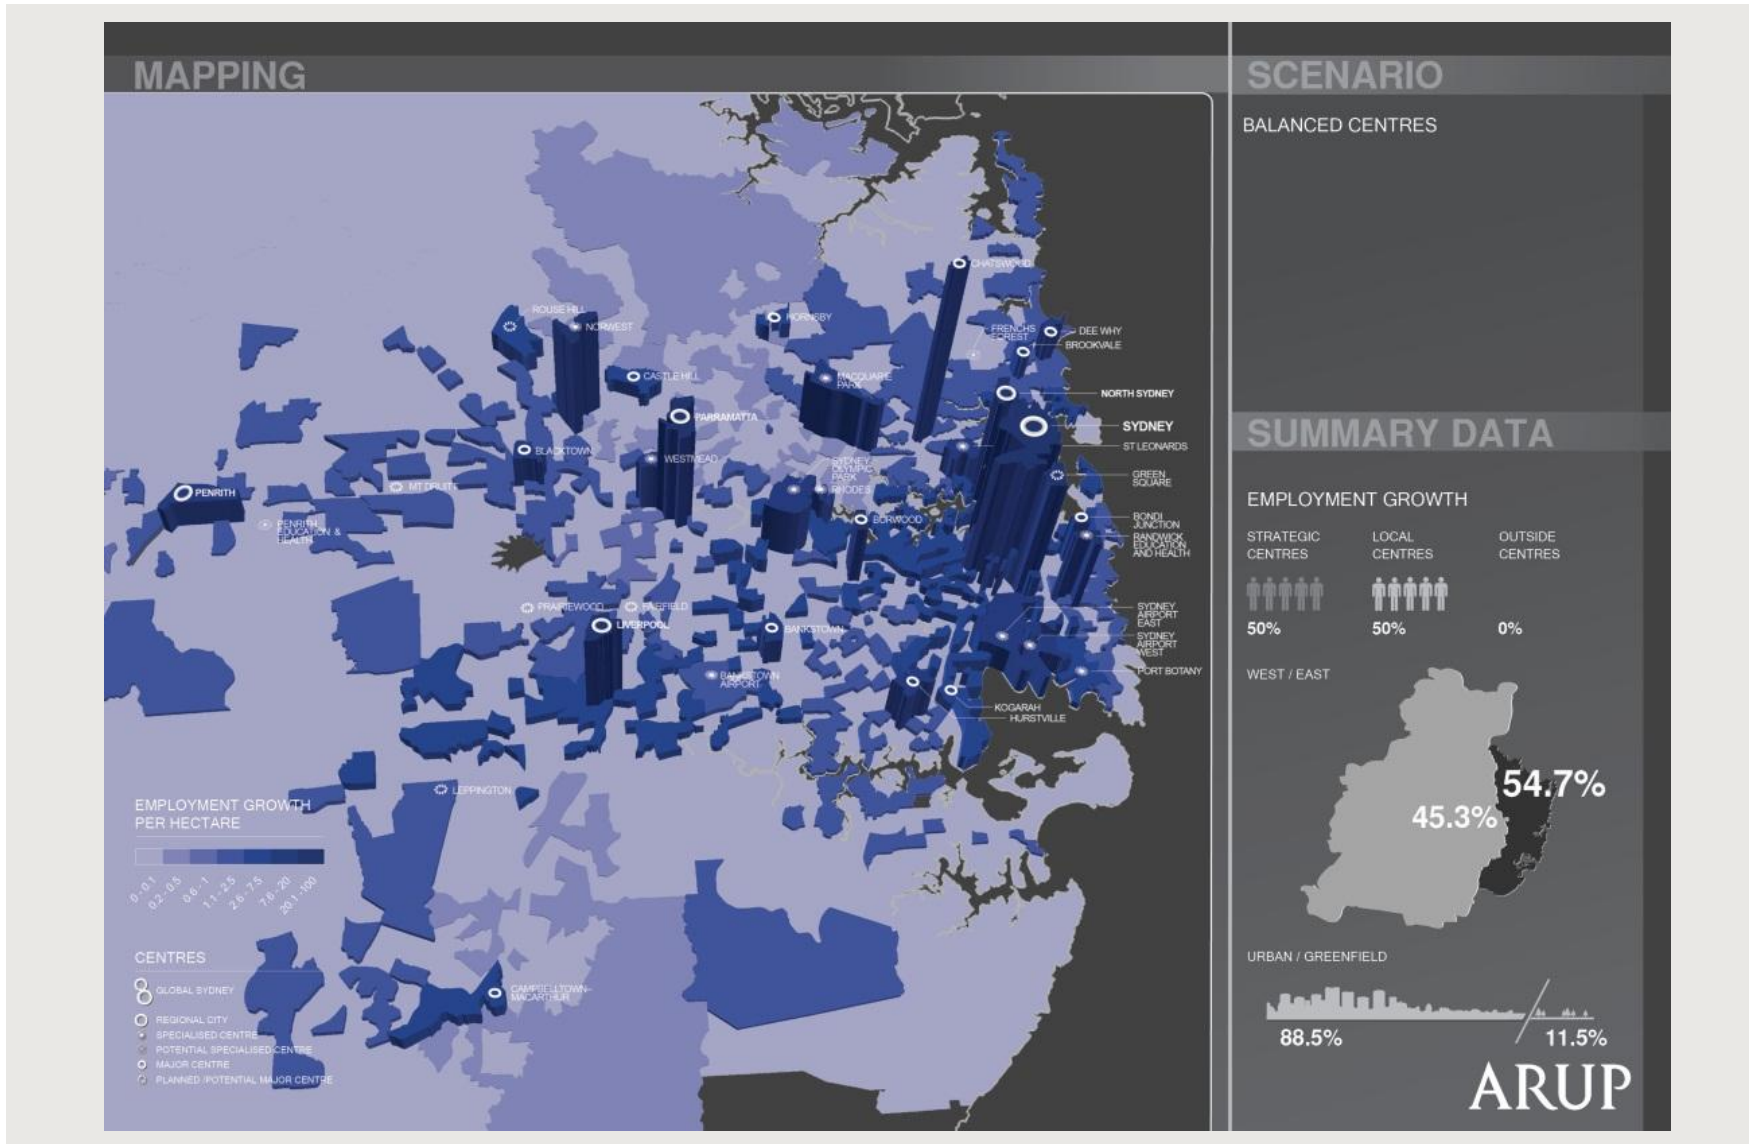 MAPPING
SCENARIO
BALANCED CENTRES
CHATSWOOD
ROUSE HILL
NORWEST
HORNSBY
FRENCHS
FOREST
DEE WHY
BROOKVALE
CASTLE HILL
MACQUARIE
PARK
NORTH SYDNEY
PARRAMATTA
SYDNEY
ST LEONARDS
BLACKTOWN
WESTMEAD
SYDNEY
OLYMPIC
PARK
RHODES
GREEN
SQUARE
MT DRUITT
PENRITH
PENRITH
EDUCATION &
HEALTH
BURWOOD
BONDI
JUNCTION
RANDWICK
EDUCATION
AND HEALTH
PRAIRIEWOOD
FAIRFIELD
LIVERPOOL
BANKSTOWN
SYDNEY
AIRPORT
EAST
SYDNEY
AIRPORT
WEST
PORT BOTANY
BANKSTOWN
AIRPORT
KOGARAH
HURSTVILLE
LEPPINGTON
CAMPBELLTOWN-
MACARTHUR
EMPLOYMENT GROWTH
PER HECTARE
0 - 0.1
0.2 - 0.5
0.6 - 1
1.1 - 2.5
2.6 - 7.5
7.6 - 20
20.1 -100
CENTRES
GLOBAL SYDNEY
REGIONAL CITY
SPECIALISED CENTRE
POTENTIAL SPECIALISED CENTRE
MAJOR CENTRE
PLANNED /POTENTIAL MAJOR CENTRE
SUMMARY DATA
EMPLOYMENT GROWTH
STRATEGIC
CENTRES
LOCAL
CENTRES
OUTSIDE
CENTRES
50%
50%
0%
WEST / EAST
54.7%
45.3%
URBAN / GREENFIELD
88.5%
11.5%
ARUP